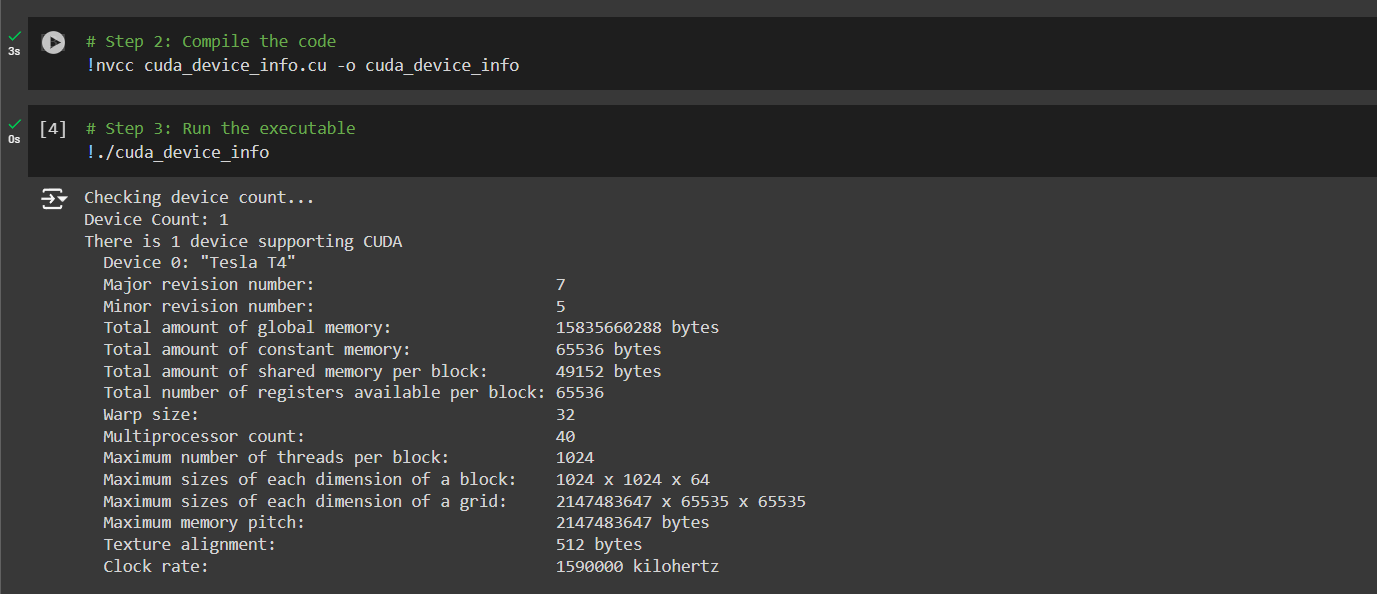 3s
# Step 2: Compile the code
!nvcc cuda_device_info.cu -o cuda_device_info
0s
[4] # Step 3: Run the executable
!./cuda_device_info
Checking device count...
Device Count: 1
There is 1 device supporting CUDA
Device 0: "Tesla T4"
Major revision number: 7
Minor revision number: 5
Total amount of global memory: 15835660288 bytes
Total amount of constant memory: 65536 bytes
Total amount of shared memory per block: 49152 bytes
Total number of registers available per block: 65536
Warp size: 32
Multiprocessor count: 40
Maximum number of threads per block: 1024
Maximum sizes of each dimension of a block: 1024 x 1024 x 64
Maximum sizes of each dimension of a grid: 2147483647 x 65535 x 65535
Maximum memory pitch: 2147483647 bytes
Texture alignment: 512 bytes
Clock rate: 1590000 kilohertz